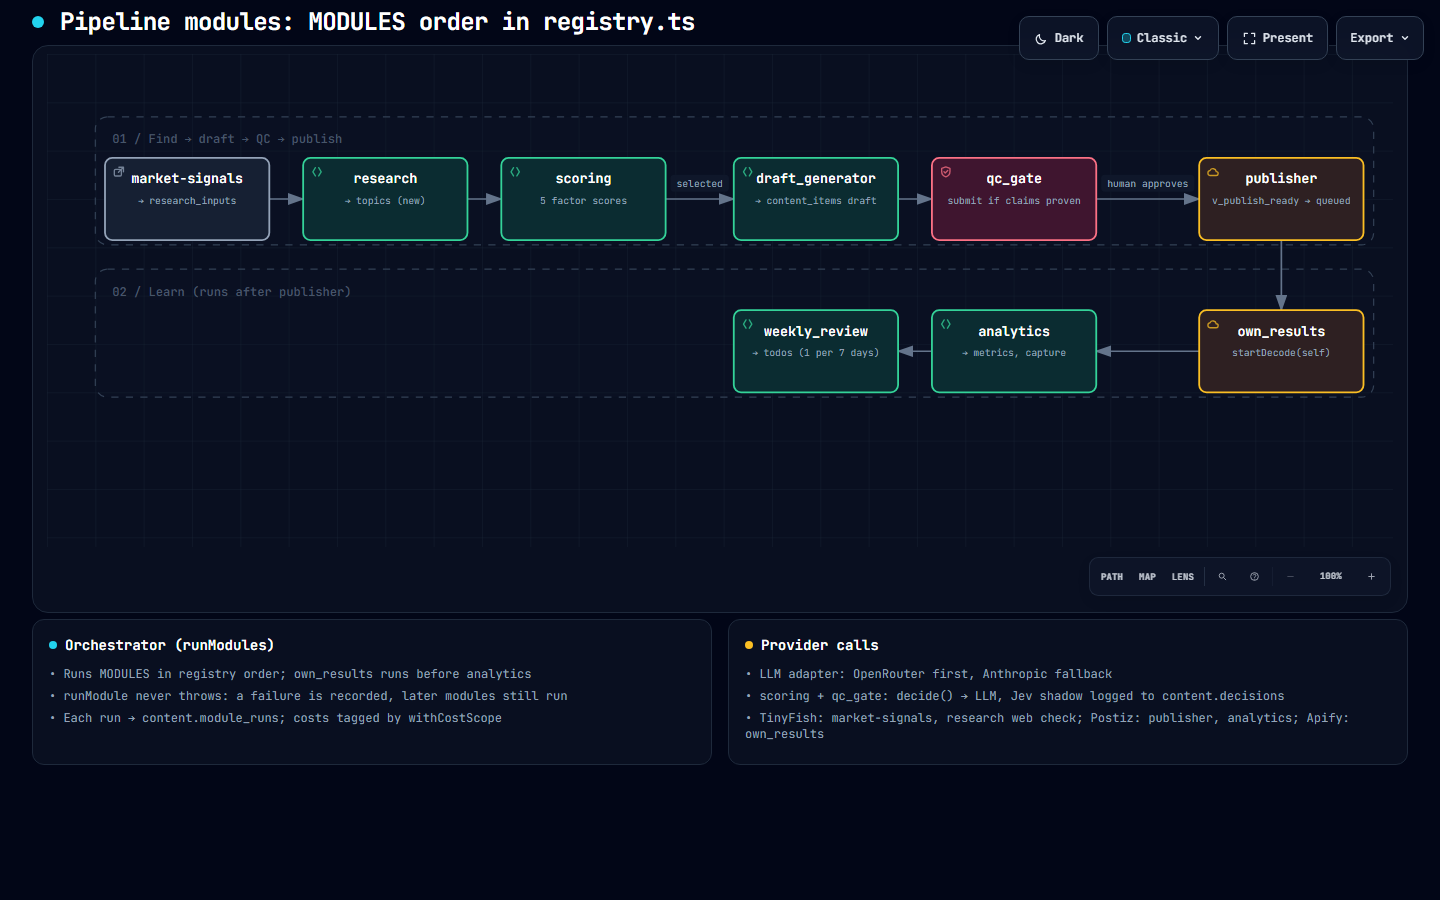 Pipeline modules: MODULES order in registry.ts
Dark
Classic
Present
Export
01 / Find → draft → QC → publish
market-signals
→ research_inputs
research
→ topics (new)
scoring
5 factor scores
selected
draft_generator
→ content_items draft
qc_gate
submit if claims proven
human approves
publisher
v_publish_ready → queued
02 / Learn (runs after publisher)
weekly_review
→ todos (1 per 7 days)
analytics
→ metrics, capture
own_results
startDecode(self)
PATH MAP LENS − 100% +
Orchestrator (runModules)
• Runs MODULES in registry order; own_results runs before analytics
• runModule never throws: a failure is recorded, later modules still run
• Each run → content.module_runs; costs tagged by withCostScope
Provider calls
• LLM adapter: OpenRouter first, Anthropic fallback
• scoring + qc_gate: decide() → LLM, Jev shadow logged to content.decisions
• TinyFish: market-signals, research web check; Postiz: publisher, analytics; Apify:
own_results